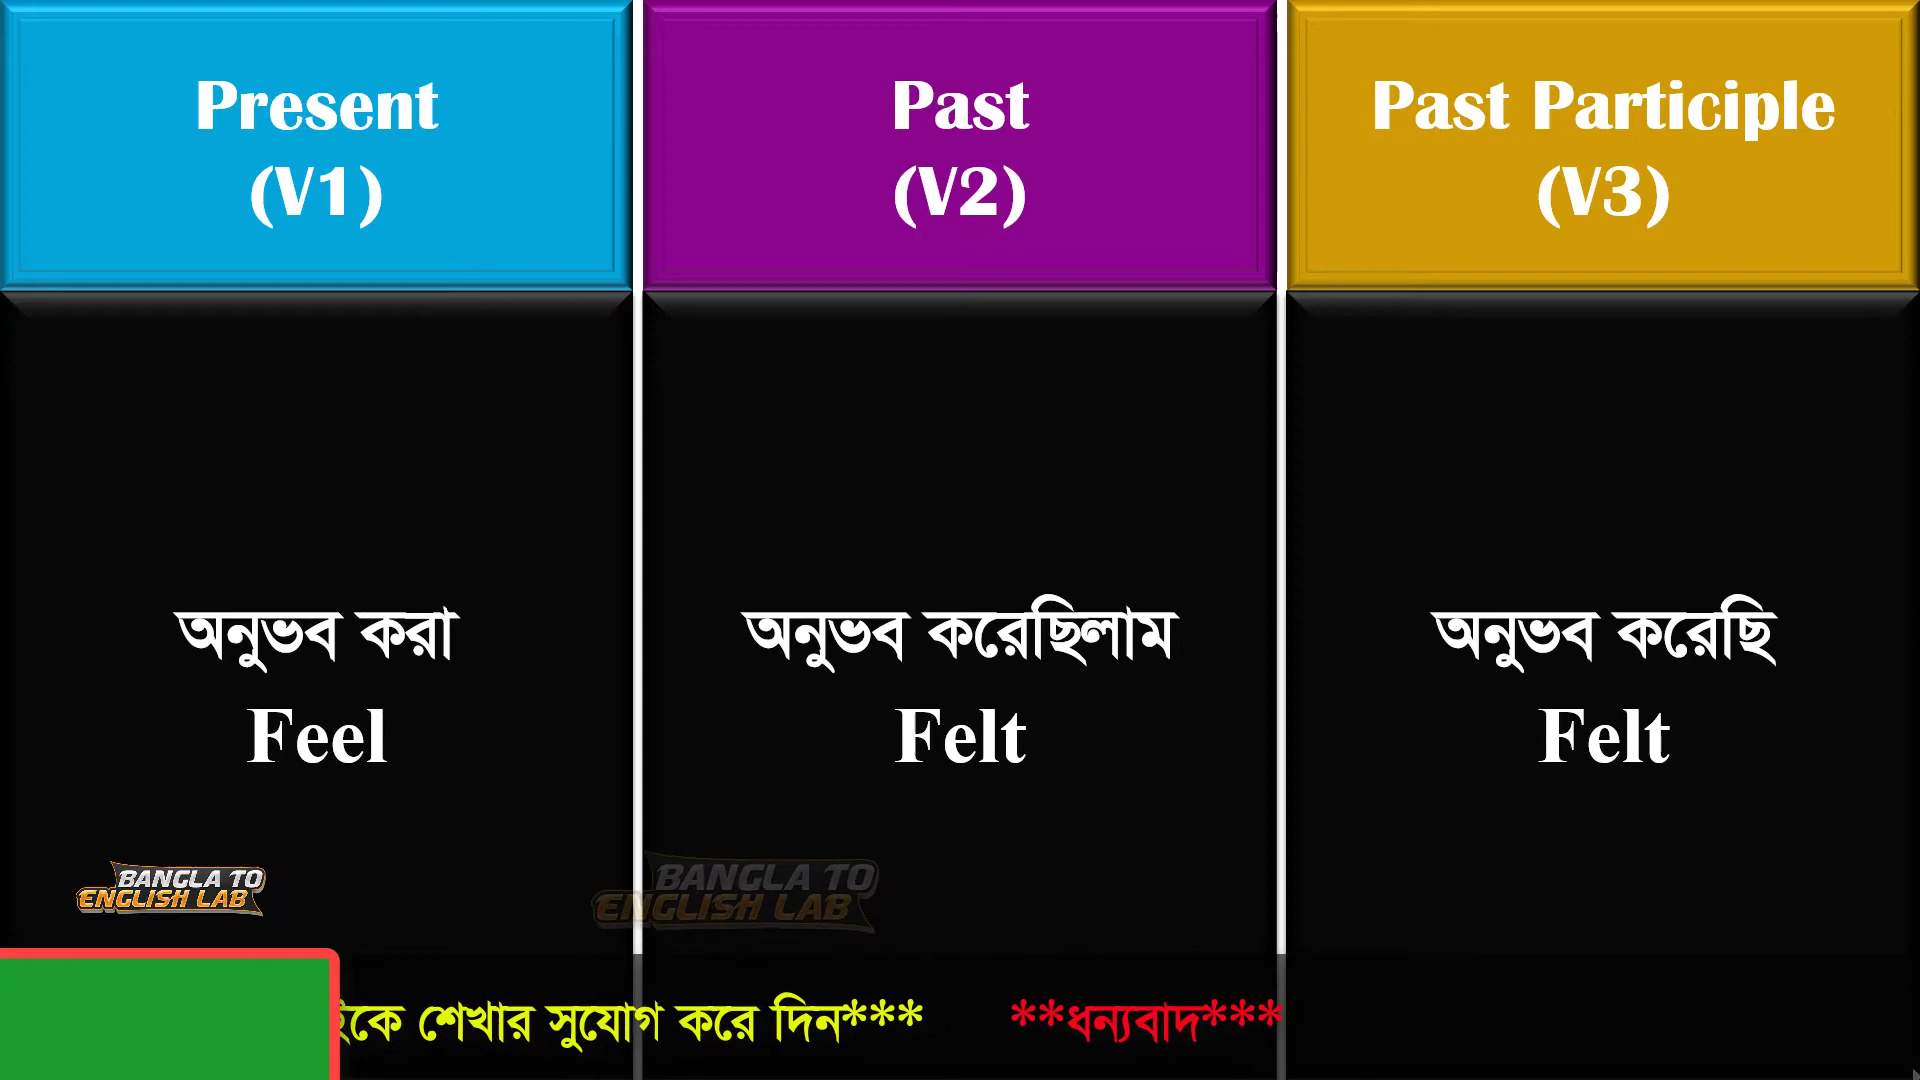 Present
(V1)
Past
(V2)
Past Participle
(V3)
অনুভব করা
Feel
অনুভব করেছিলাম
Felt
অনুভব করেছি
Felt
BANGLA TO
ENGLISH LAB
BANGLA TO
ENGLISH LAB
শেখার সুযোগ করে দিন*** **ধন্যবাদ***